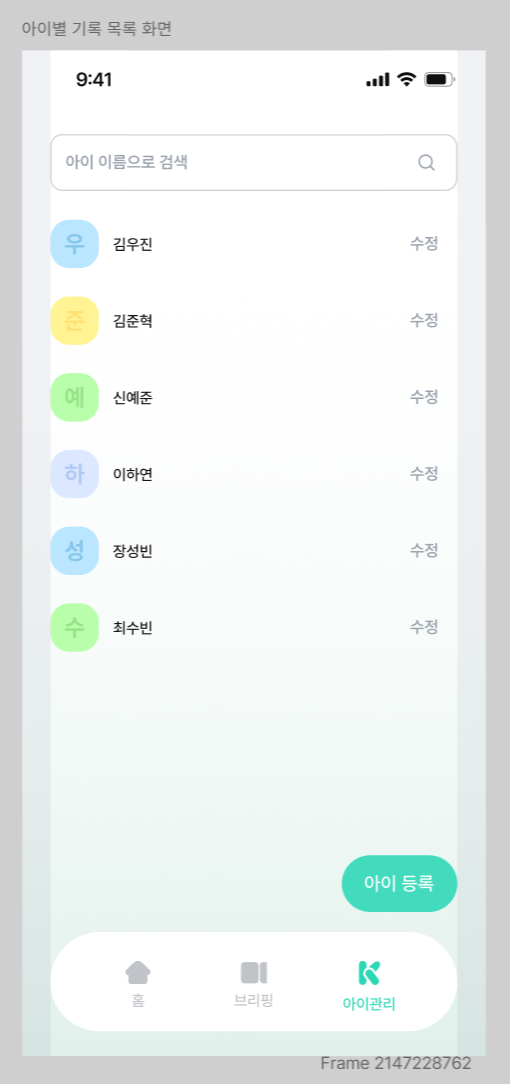 아이별 기록 목록 화면
9:41
아이 이름으로 검색
우 김우진 수정
준 김준혁 수정
예 신예준 수정
하 이하연 수정
성 장성빈 수정
수 최수빈 수정
아이 등록
홈 브리핑 아이관리
Frame 2147228762